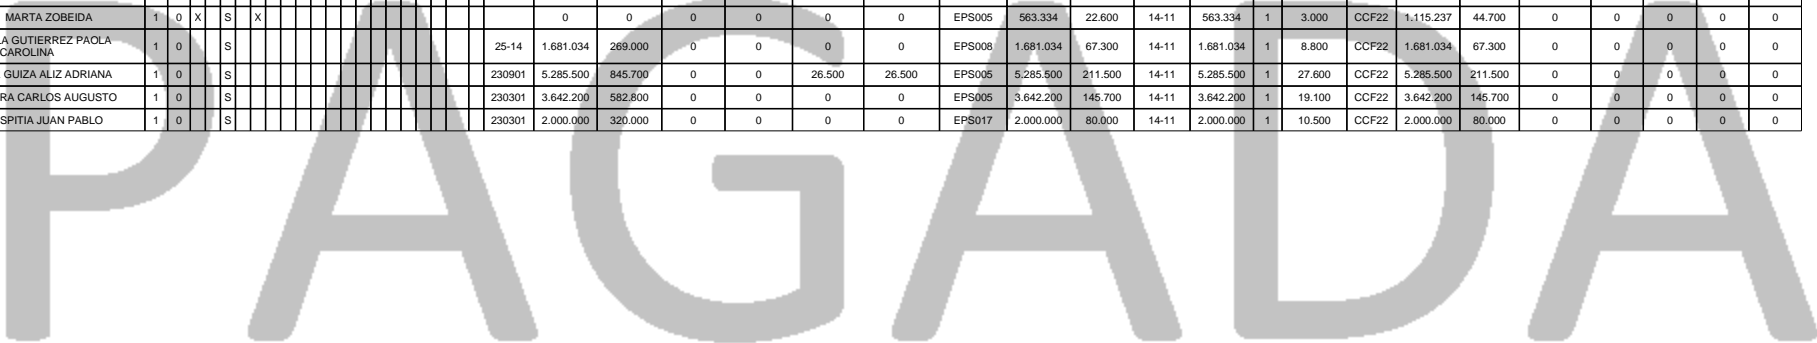 MARTA ZOBEIDA 1 0 X S X 0 0 0 0 0 0 EPS005 563.334 22.600 14-11 563.334 1 3.000 CCF22 1.115.237 44.700 0 0 0 0 0
A GUTIERREZ PAOLA
CAROLINA 1 0 S 25-14 1.681.034 269.000 0 0 0 0 EPS008 1.681.034 67.300 14-11 1.681.034 1 8.800 CCF22 1.681.034 67.300 0 0 0 0 0
GUIZA ALIZ ADRIANA 1 0 S 230901 5.285.500 845.700 0 0 26.500 26.500 EPS005 5.285.500 211.500 14-11 5.285.500 1 27.600 CCF22 5.285.500 211.500 0 0 0 0 0
RA CARLOS AUGUSTO 1 0 S 230301 3.642.200 582.800 0 0 0 0 EPS005 3.642.200 145.700 14-11 3.642.200 1 19.100 CCF22 3.642.200 145.700 0 0 0 0 0
SPITIA JUAN PABLO 1 0 S 230301 2.000.000 320.000 0 0 0 0 EPS017 2.000.000 80.000 14-11 2.000.000 1 10.500 CCF22 2.000.000 80.000 0 0 0 0 0
PAGADA